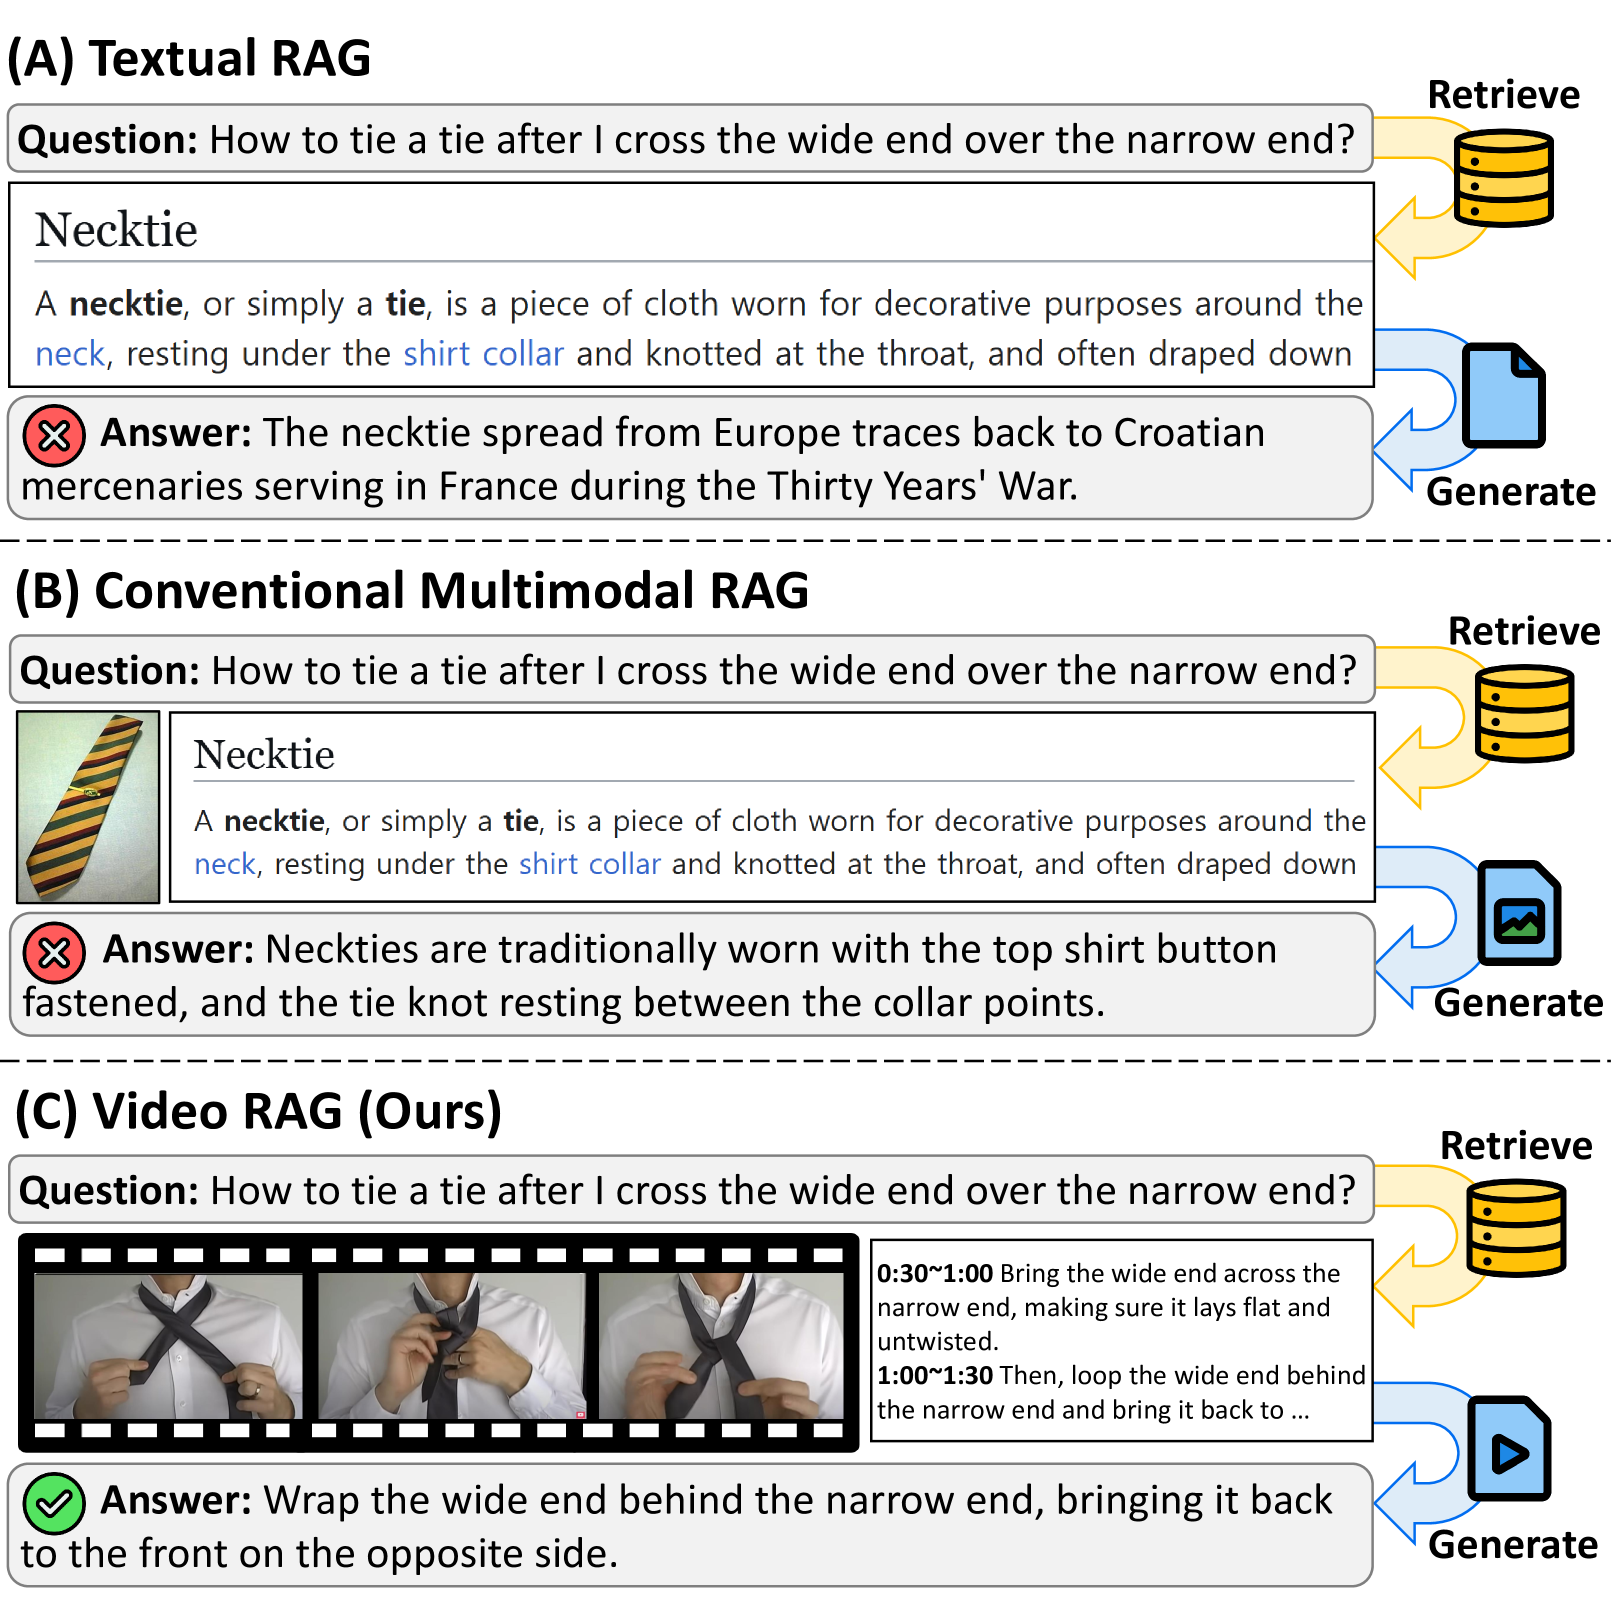 (A) Textual RAG
Retrieve
Question: How to tie a tie after I cross the wide end over the narrow end?
Necktie
A necktie, or simply a tie, is a piece of cloth worn for decorative purposes around the
neck, resting under the shirt collar and knotted at the throat, and often draped down
Answer: The necktie spread from Europe traces back to Croatian
mercenaries serving in France during the Thirty Years' War.
Generate
(B) Conventional Multimodal RAG
Retrieve
Question: How to tie a tie after I cross the wide end over the narrow end?
Necktie
A necktie, or simply a tie, is a piece of cloth worn for decorative purposes around the
neck, resting under the shirt collar and knotted at the throat, and often draped down
Answer: Neckties are traditionally worn with the top shirt button
fastened, and the tie knot resting between the collar points.
Generate
(C) Video RAG (Ours)
Retrieve
Question: How to tie a tie after I cross the wide end over the narrow end?
0:30~1:00 Bring the wide end across the
narrow end, making sure it lays flat and
untwisted.
1:00~1:30 Then, loop the wide end behind
the narrow end and bring it back to ...
Answer: Wrap the wide end behind the narrow end, bringing it back
to the front on the opposite side.
Generate